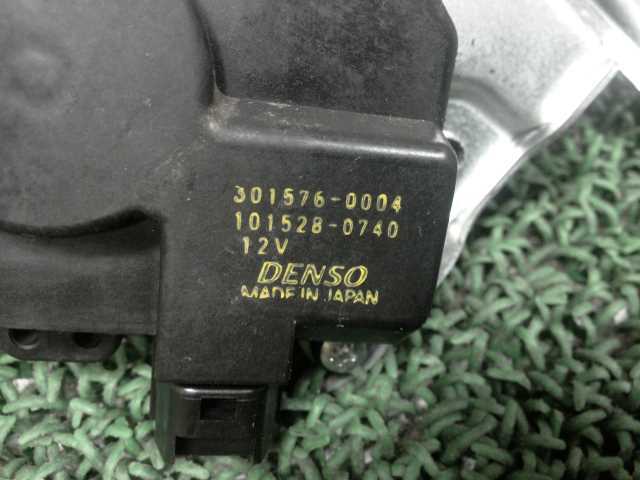 301576-0004
101528-0740
12V
DENSO
MADE IN JAPAN